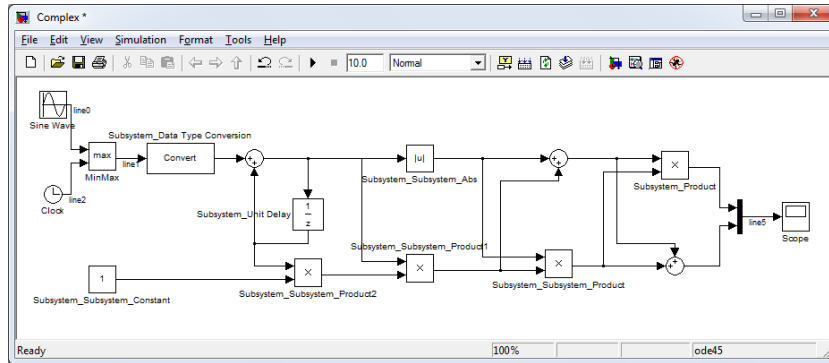 Complex *
File Edit View Simulation Format Tools Help
10.0 Normal
line0
Sine Wave
Subsystem_Data Type Conversion
max
line1
Convert
MinMax
line2
Clock
|u|
Subsystem_Subsystem_Abs
×
Subsystem_Product
Subsystem_Unit Delay
1
z
line5
Scope
Subsystem_Subsystem_Product1
×
×
Subsystem_Subsystem_Product
1
Subsystem_Subsystem_Constant
×
Subsystem_Subsystem_Product2
Ready 100% ode45